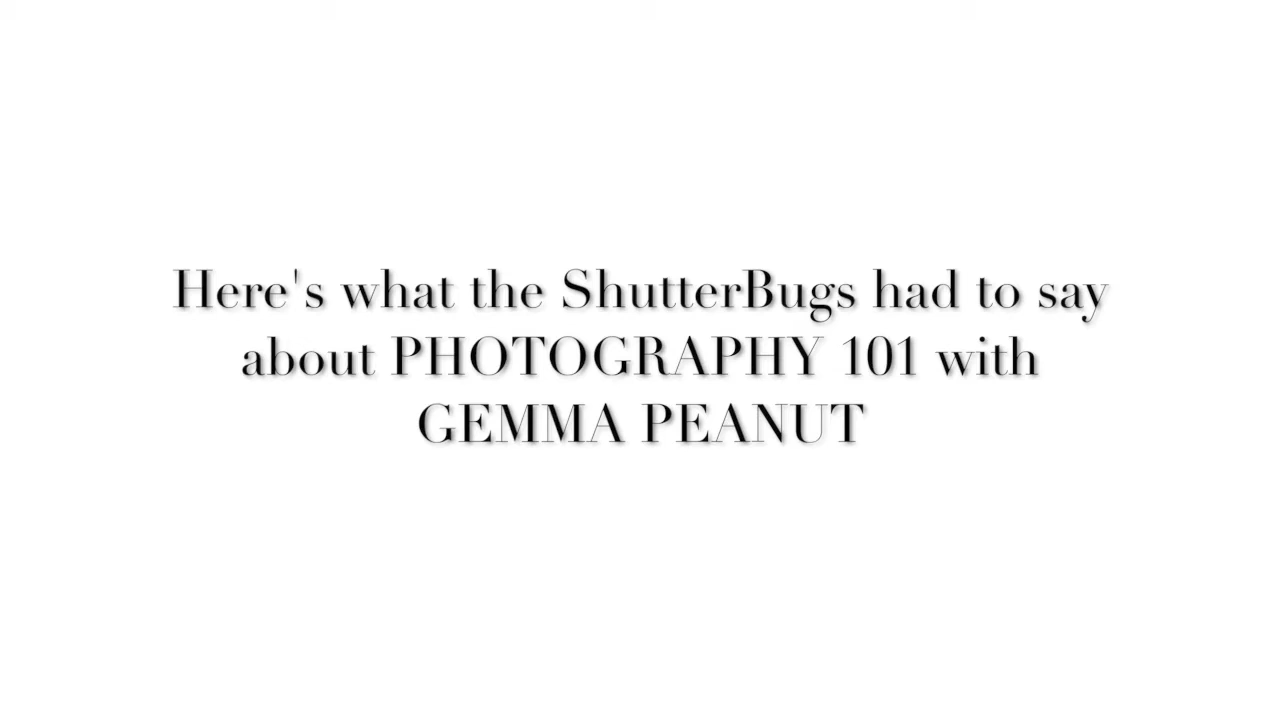 Here's what the ShutterBugs had to say
about PHOTOGRAPHY 101 with
GEMMA PEANUT